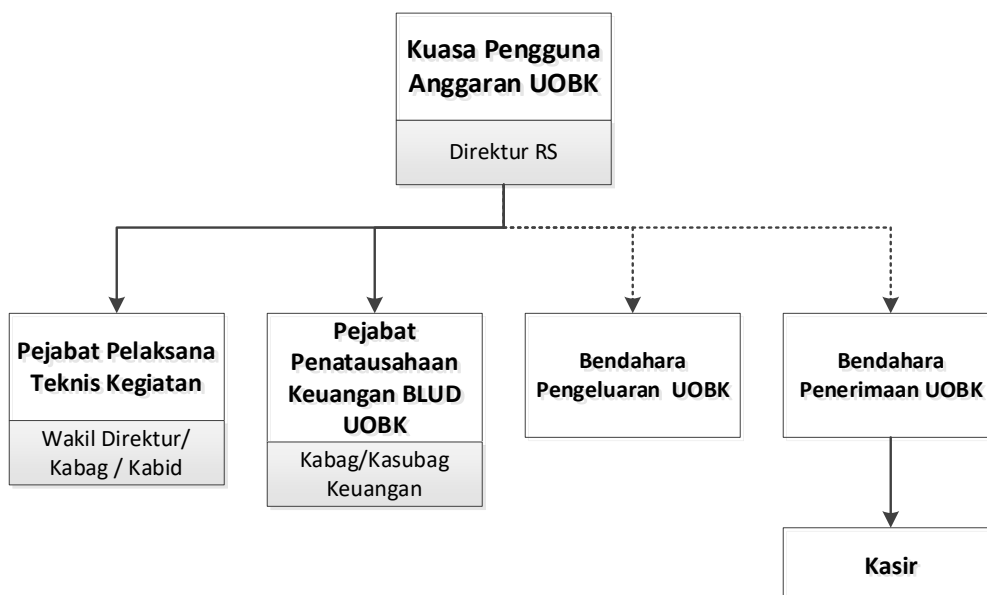 Kuasa Pengguna
Anggaran UOBK
Direktur RS
Pejabat Pelaksana
Teknis Kegiatan
Wakil Direktur/
Kabag / Kabid
Pejabat
Penatausahaan
Keuangan BLUD
UOBK
Kabag/Kasubag
Keuangan
Bendahara
Pengeluaran UOBK
Bendahara
Penerimaan UOBK
Kasir